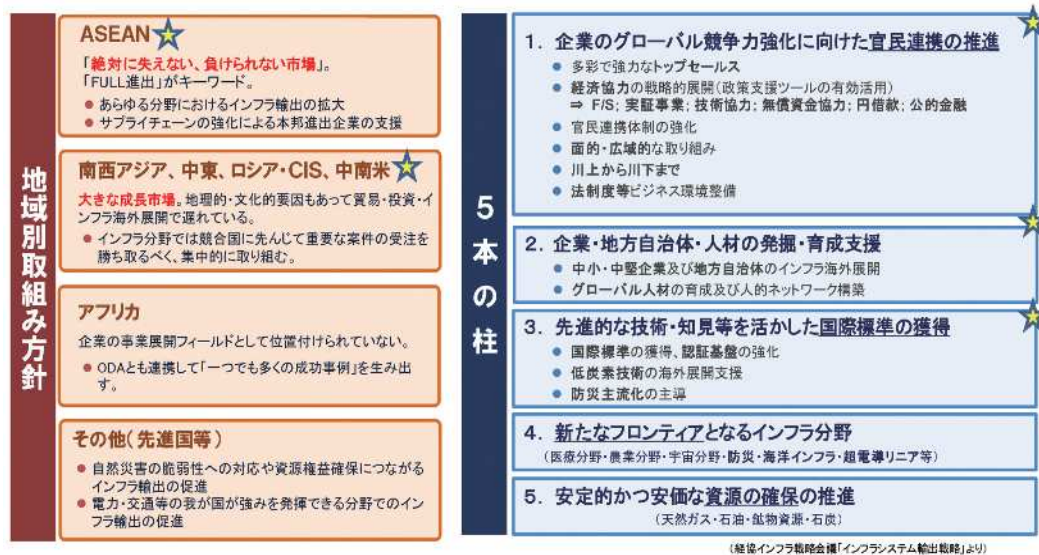 地域別取組み方針
ASEAN
「絶対に失えない、負けられない市場」。
「FULL進出」がキーワード。
● あらゆる分野におけるインフラ輸出の拡大
● サプライチェーンの強化による本邦進出企業の支援
南西アジア、中東、ロシア・CIS、中南米
大きな成長市場。地理的・文化的要因もあって貿易・投資・イ
ンフラ海外展開で遅れている。
● インフラ分野では競合国に先んじて重要な案件の受注を
勝ち取るべく、集中的に取り組む。
アフリカ
企業の事業展開フィールドとして位置付けられていない。
● ODAとも連携して「一つでも多くの成功事例」を生み出
す。
その他(先進国等)
● 自然災害の脆弱性への対応や資源権益確保につながる
インフラ輸出の促進
● 電力・交通等の我が国が強みを発揮できる分野でのイン
フラ輸出の促進
5本の柱
1. 企業のグローバル競争力強化に向けた官民連携の推進
● 多彩で強力なトップセールス
● 経済協力の戦略的展開(政策支援ツールの有効活用)
⇒ F/S; 実証事業; 技術協力; 無償資金協力; 円借款; 公的金融
● 官民連携体制の強化
● 面的・広域的な取り組み
● 川上から川下まで
● 法制度等ビジネス環境整備
2. 企業・地方自治体・人材の発掘・育成支援
● 中小・中堅企業及び地方自治体のインフラ海外展開
● グローバル人材の育成及び人的ネットワーク構築
3. 先進的な技術・知見等を活かした国際標準の獲得
● 国際標準の獲得、認証基盤の強化
● 低炭素技術の海外展開支援
● 防災主流化の主導
4. 新たなフロンティアとなるインフラ分野
(医療分野・農業分野・宇宙分野・防災・海洋インフラ・超電導リニア等)
5. 安定的かつ安価な資源の確保の推進
(天然ガス・石油・鉱物資源・石炭)
(経協インフラ戦略会議「インフラシステム輸出戦略」より)